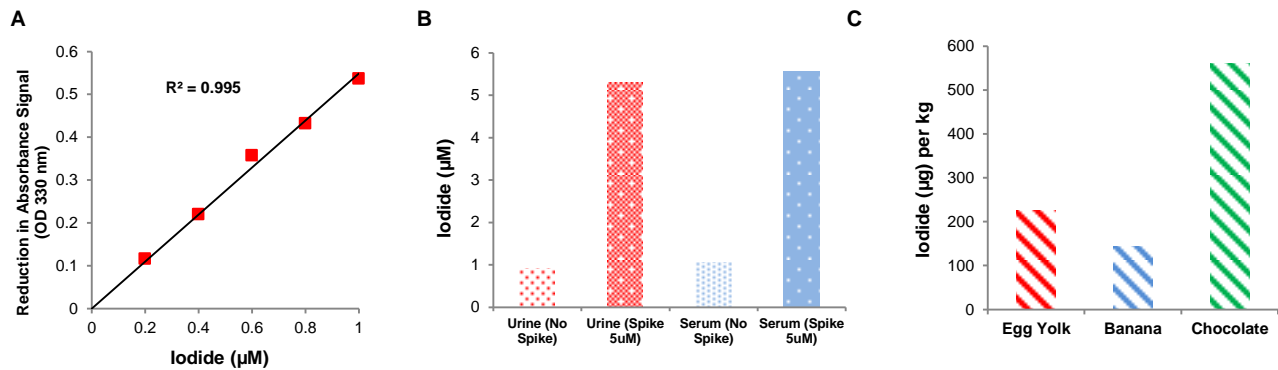 A
Reduction in Absorbance Signal
(OD 330 nm)
0.6
0.5
0.4
0.3
0.2
0.1
0
R² = 0.995
0
0.2
0.4
0.6
0.8
1
Iodide (µM)
B
Iodide (µM)
6
5
4
3
2
1
0
Urine (No
Spike)
Urine (Spike
5uM)
Serum (No
Spike)
Serum (Spike
5uM)
C
Iodide (µg) per kg
600
500
400
300
200
100
0
Egg Yolk
Banana
Chocolate